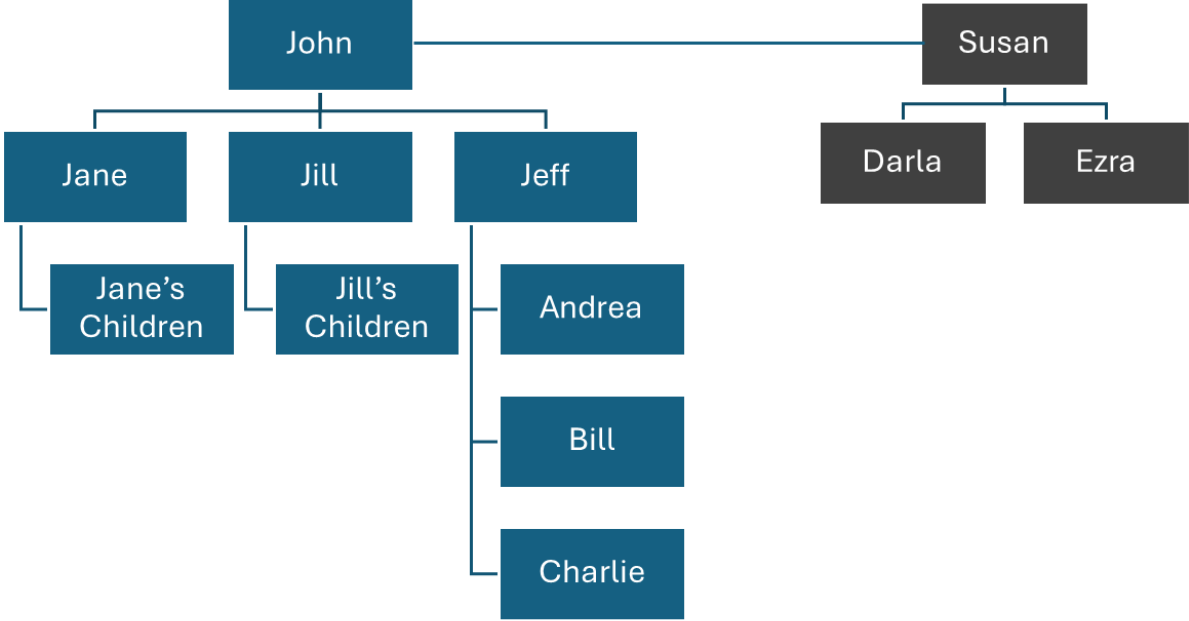 John
Susan
Jane
Jill
Jeff
Darla
Ezra
Jane’s
Children
Jill’s
Children
Andrea
Bill
Charlie